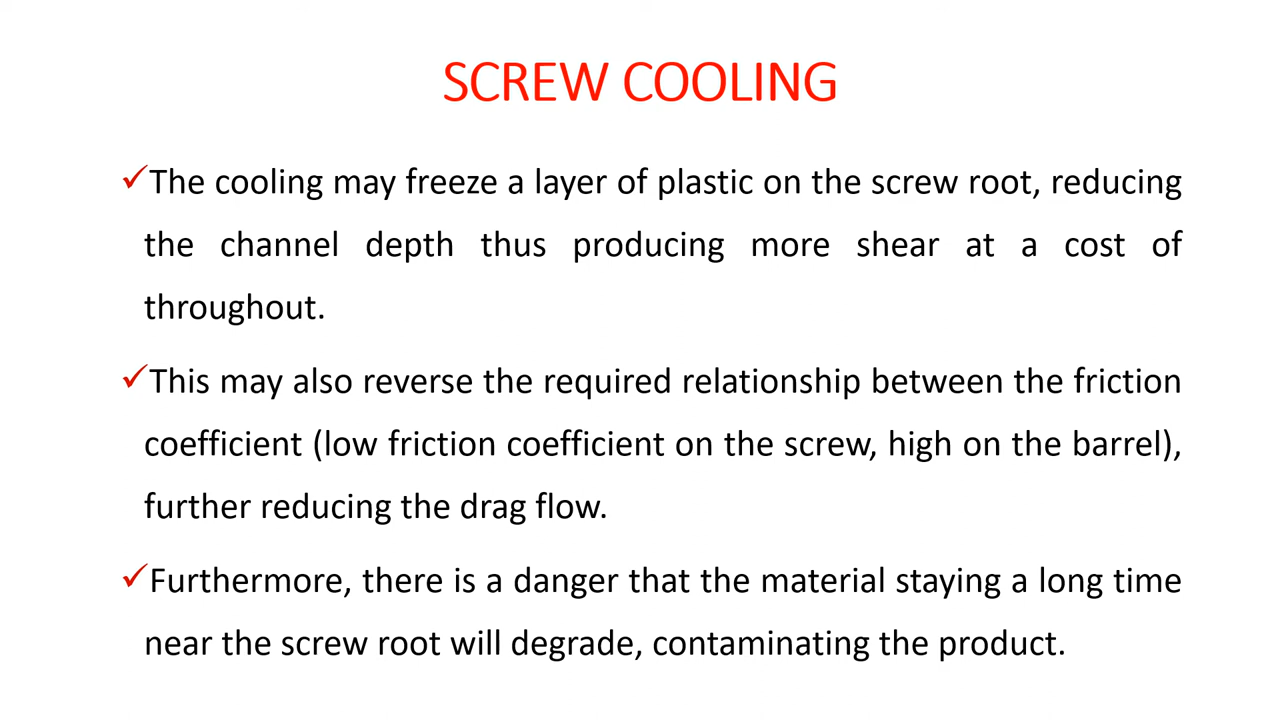 SCREW COOLING
✓The cooling may freeze a layer of plastic on the screw root, reducing
the channel depth thus producing more shear at a cost of
throughout.
✓This may also reverse the required relationship between the friction
coefficient (low friction coefficient on the screw, high on the barrel),
further reducing the drag flow.
✓Furthermore, there is a danger that the material staying a long time
near the screw root will degrade, contaminating the product.